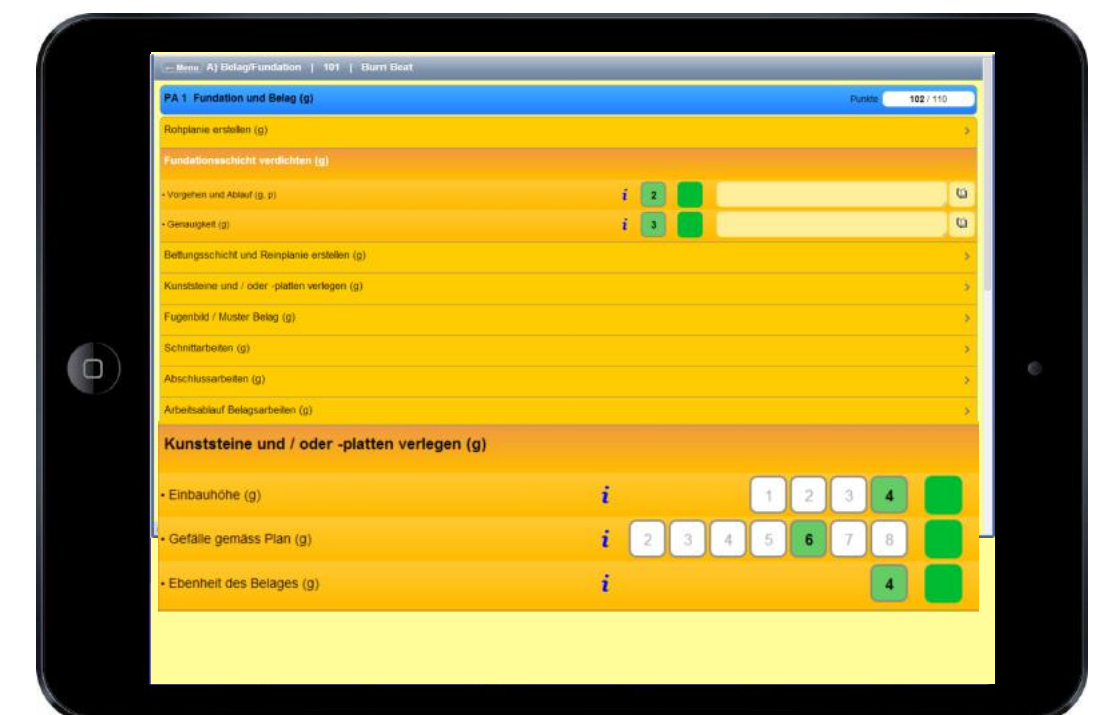 Menu A) Belag/Fundation | 101 | Burn Beat
PA 1 Fundation und Belag (g) Punkte 102 / 110
Rohplanie erstellen (g) >
Fundationsschicht verdichten (g)
• Vorgehen und Ablauf (g, p) i 2
• Genauigkeit (g) i 3
Bettungsschicht und Reinplanie erstellen (g) >
Kunststeine und / oder -platten verlegen (g) >
Fugenbild / Muster Belag (g) >
Schnittarbeiten (g) >
Abschlussarbeiten (g) >
Arbeitsablauf Belagsarbeiten (g) >
Kunststeine und / oder -platten verlegen (g)
• Einbauhöhe (g) i 1 2 3 4
• Gefälle gemäss Plan (g) i 2 3 4 5 6 7 8
• Ebenheit des Belages (g) i 4